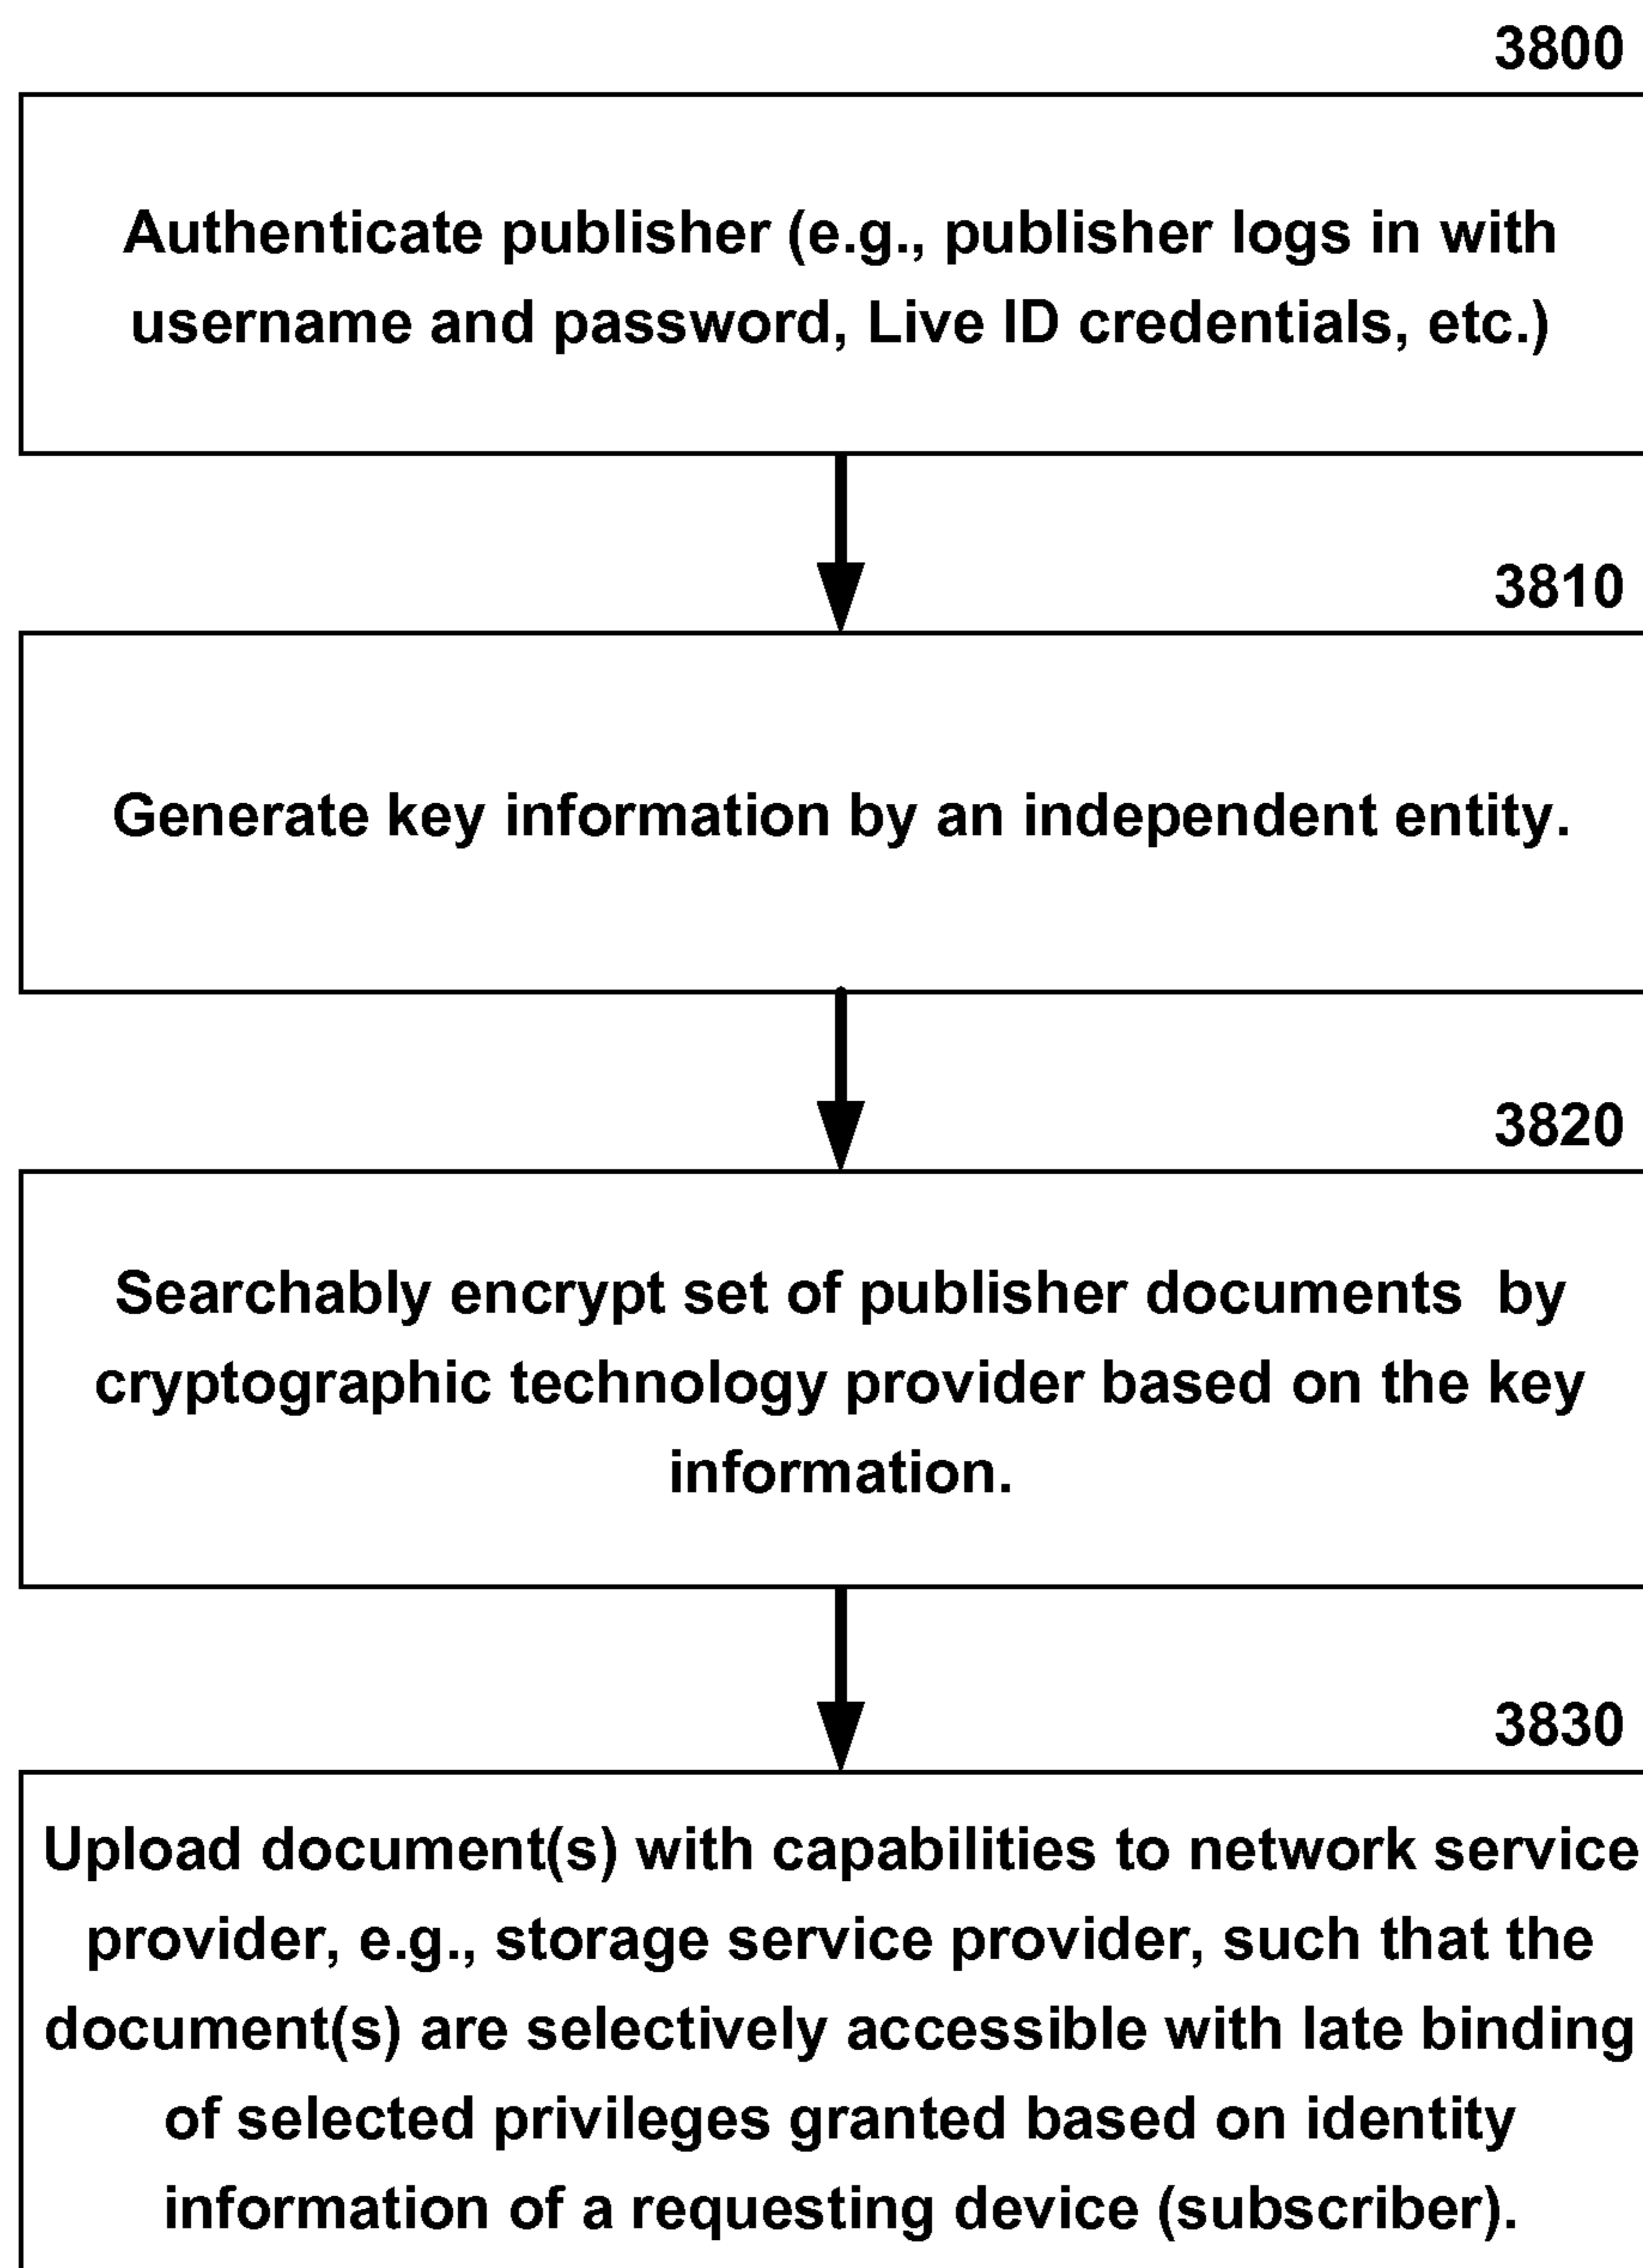 3800
Authenticate publisher (e.g., publisher logs in with
username and password, Live ID credentials, etc.)
3810
Generate key information by an independent entity.
3820
Searchably encrypt set of publisher documents by
cryptographic technology provider based on the key
information.
3830
Upload document(s) with capabilities to network service
provider, e.g., storage service provider, such that the
document(s) are selectively accessible with late binding
of selected privileges granted based on identity
information of a requesting device (subscriber).